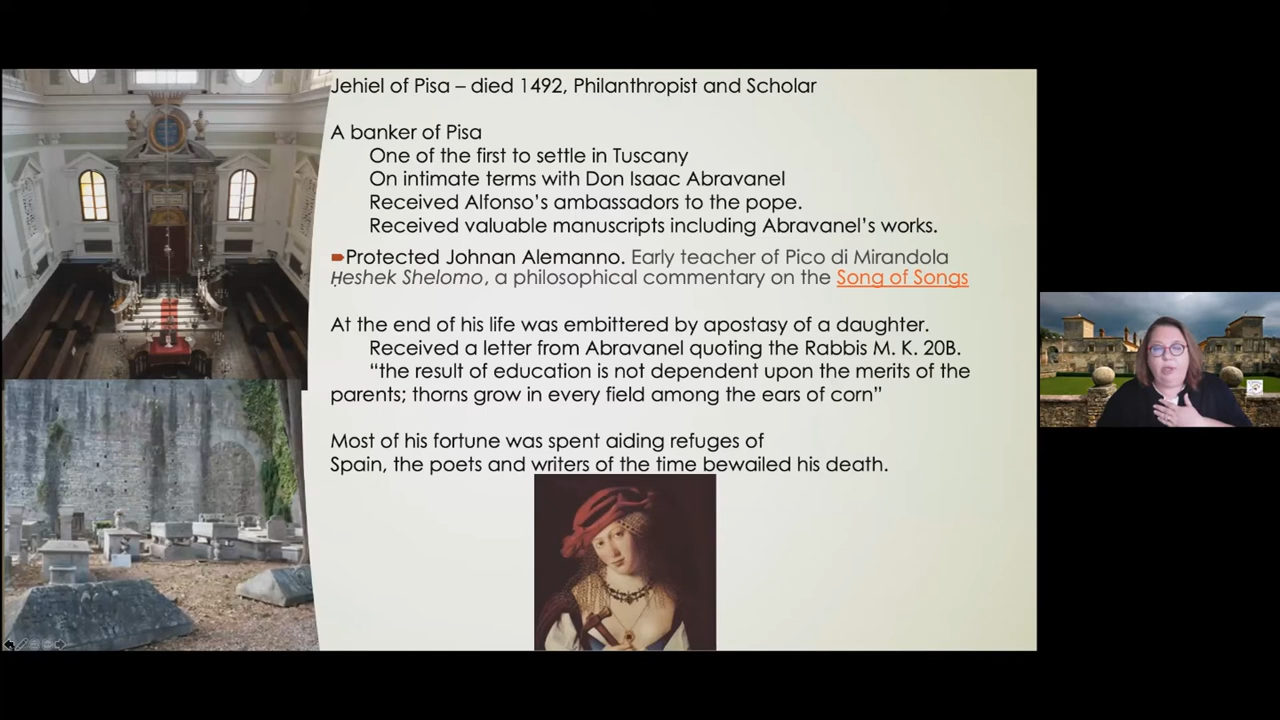 Jehiel of Pisa – died 1492, Philanthropist and Scholar
A banker of Pisa
One of the first to settle in Tuscany
On intimate terms with Don Isaac Abravanel
Received Alfonso’s ambassadors to the pope.
Received valuable manuscripts including Abravanel’s works.
Protected Johnan Alemanno. Early teacher of Pico di Mirandola
Ḥeshek Shelomo, a philosophical commentary on the Song of Songs
At the end of his life was embittered by apostasy of a daughter.
Received a letter from Abravanel quoting the Rabbis M. K. 20B.
“the result of education is not dependent upon the merits of the
parents; thorns grow in every field among the ears of corn”
Most of his fortune was spent aiding refuges of
Spain, the poets and writers of the time bewailed his death.